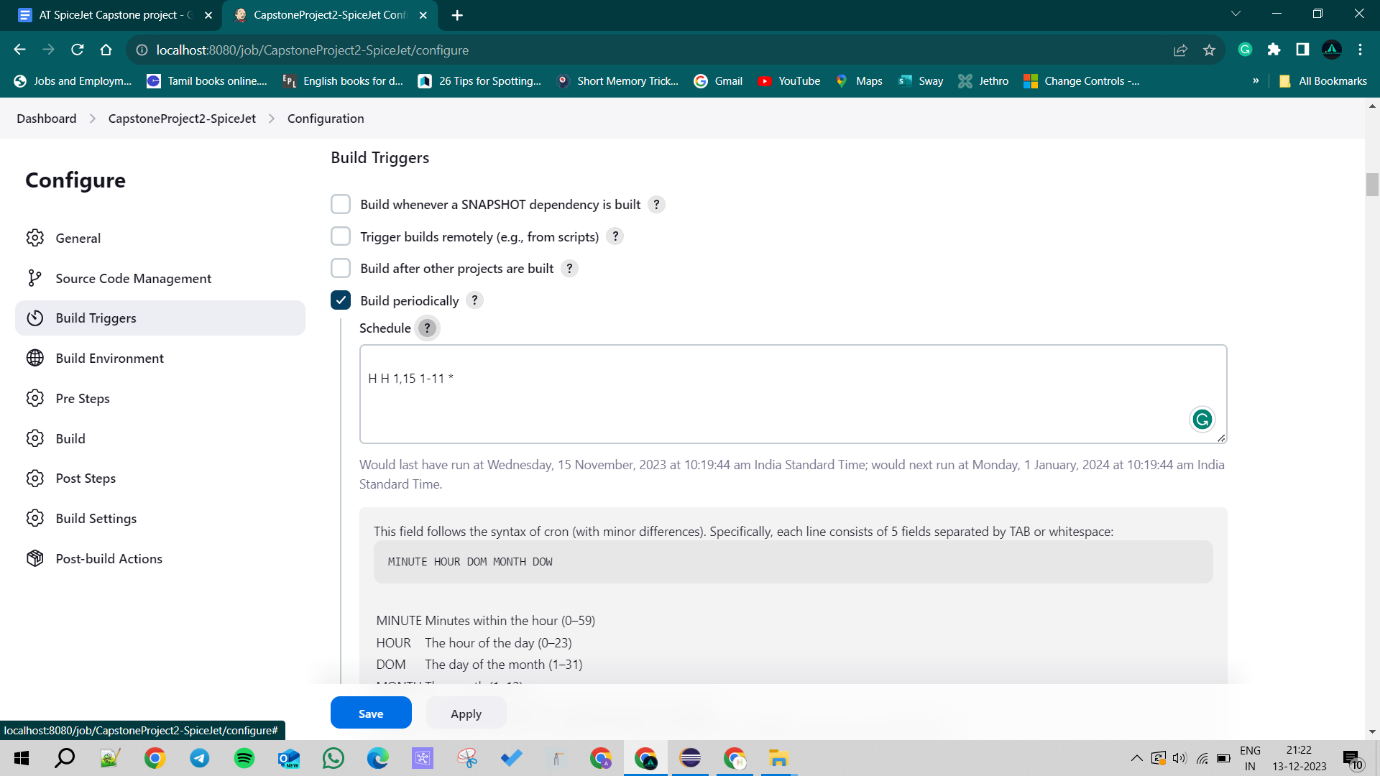 AT SpiceJet Capstone project - G
CapstoneProject2-SpiceJet Conf
localhost:8080/job/CapstoneProject2-SpiceJet/configure
Jobs and Employm...
Tamil books online....
English books for d...
26 Tips for Spotting...
Short Memory Trick...
Gmail
YouTube
Maps
Sway
Jethro
Change Controls -...
»
All Bookmarks
Dashboard > CapstoneProject2-SpiceJet > Configuration
Configure
General
Source Code Management
Build Triggers
Build Environment
Pre Steps
Build
Post Steps
Build Settings
Post-build Actions
Build Triggers
Build whenever a SNAPSHOT dependency is built ?
Trigger builds remotely (e.g., from scripts) ?
Build after other projects are built ?
Build periodically ?
Schedule ?
H H 1,15 1-11 *
Would last have run at Wednesday, 15 November, 2023 at 10:19:44 am India Standard Time; would next run at Monday, 1 January, 2024 at 10:19:44 am India
Standard Time.
This field follows the syntax of cron (with minor differences). Specifically, each line consists of 5 fields separated by TAB or whitespace:
MINUTE HOUR DOM MONTH DOW
MINUTE Minutes within the hour (0–59)
HOUR The hour of the day (0–23)
DOM The day of the month (1–31)
MONTH The month (1–12)
Save
Apply
localhost:8080/job/CapstoneProject2-SpiceJet/configure#
ENG
IN
21:22
13-12-2023
10